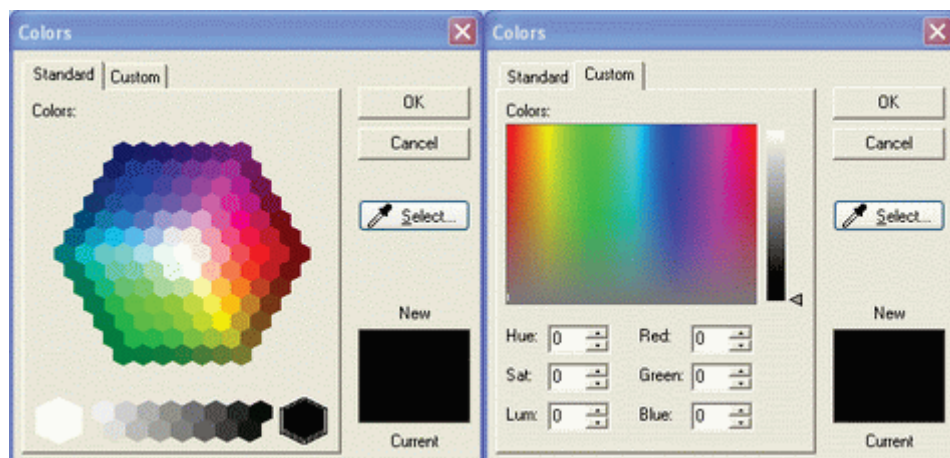 Colors
Standard Custom
Colors:
OK
Cancel
Select...
New
Current
Colors
Standard Custom
Colors:
OK
Cancel
Select...
Hue: 0 Red: 0
Sat: 0 Green: 0
Lum: 0 Blue: 0
New
Current